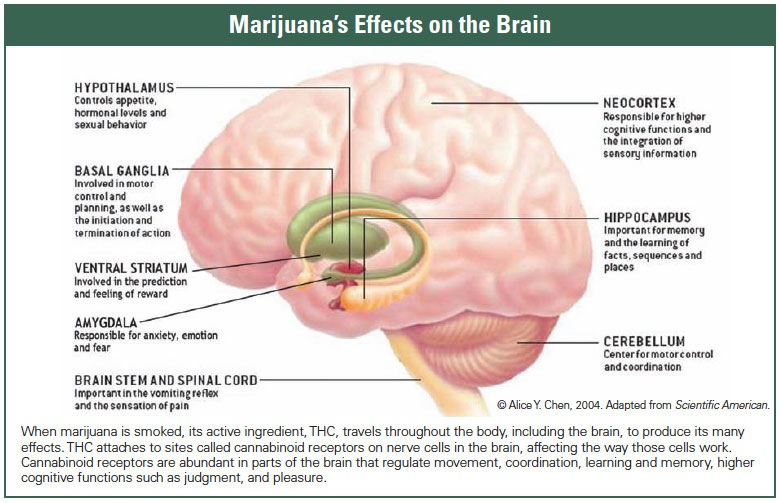 Marijuana's Effects on the Brain
HYPOTHALAMUS
Controls appetite,
hormonal levels and
sexual behavior
BASAL GANGLIA
Involved in motor
control and
planning, as well as
the initiation and
termination of action
VENTRAL STRIATUM
Involved in the prediction
and feeling of reward
AMYGDALA
Responsible for anxiety, emotion
and fear
BRAIN STEM AND SPINAL CORD
Important in the vomiting reflex
and the sensation of pain
NEOCORTEX
Responsible for higher
cognitive functions and
the integration of
sensory information
HIPPOCAMPUS
Important for memory
and the learning of
facts, sequences and
places
CEREBELLUM
Center for motor control
and coordination
© Alice Y. Chen, 2004. Adapted from Scientific American.
When marijuana is smoked, its active ingredient, THC, travels throughout the body, including the brain, to produce its many
effects. THC attaches to sites called cannabinoid receptors on nerve cells in the brain, affecting the way those cells work.
Cannabinoid receptors are abundant in parts of the brain that regulate movement, coordination, learning and memory, higher
cognitive functions such as judgment, and pleasure.